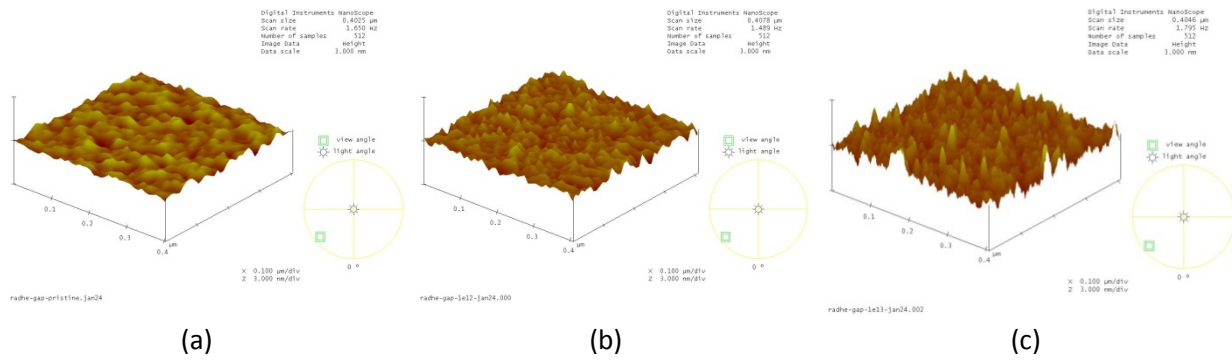 Digital Instruments NanoScope
Scan size 0.4025 µm
Scan rate 1.650 Hz
Number of samples 512
Image Data Height
Data scale 3.000 nm
view angle
light angle
0.1
0.2
0.3
0.4 µm
0 °
X 0.100 µm/div
Z 3.000 nm/div
radhe-gap-pristine.jan24
(a)
Digital Instruments NanoScope
Scan size 0.4078 µm
Scan rate 1.489 Hz
Number of samples 512
Image Data Height
Data scale 3.000 nm
view angle
light angle
0.1
0.2
0.3
0.4 µm
0 °
X 0.100 µm/div
Z 3.000 nm/div
radhe-gap-1e12-jan24.000
(b)
Digital Instruments NanoScope
Scan size 0.4046 µm
Scan rate 1.795 Hz
Number of samples 512
Image Data Height
Data scale 3.000 nm
view angle
light angle
0.1
0.2
0.3
0.4 µm
0 °
X 0.100 µm/div
Z 3.000 nm/div
radhe-gap-1e13-jan24.002
(c)